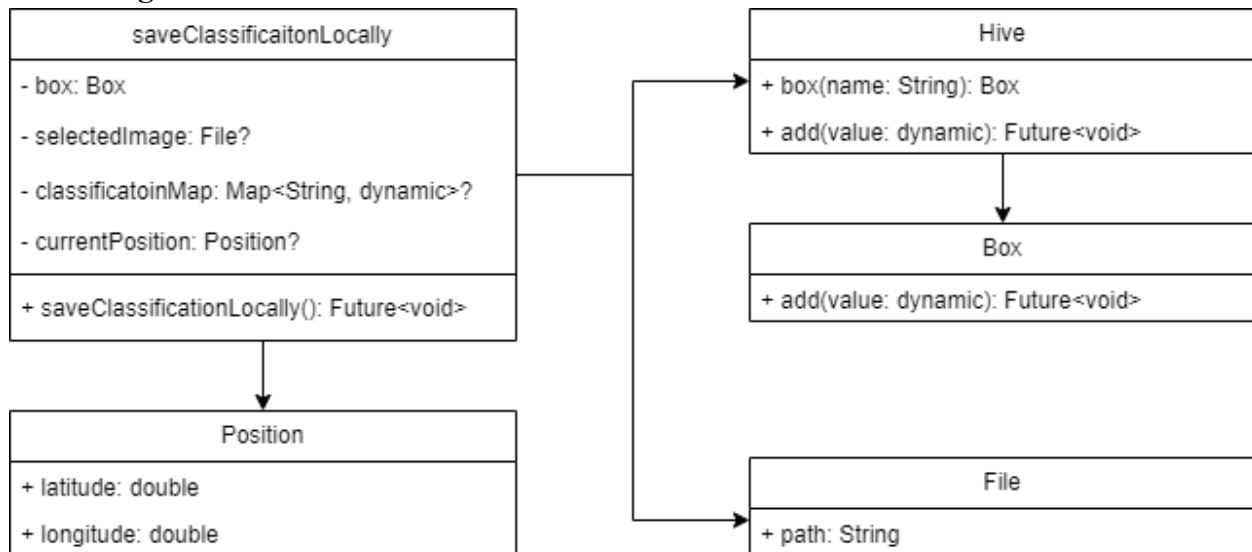 saveClassificaitonLocally
- box: Box
- selectedImage: File?
- classificatoinMap: Map<String, dynamic>?
- currentPosition: Position?
+ saveClassificationLocally(): Future<void>
Position
+ latitude: double
+ longitude: double
Hive
+ box(name: String): Box
+ add(value: dynamic): Future<void>
Box
+ add(value: dynamic): Future<void>
File
+ path: String